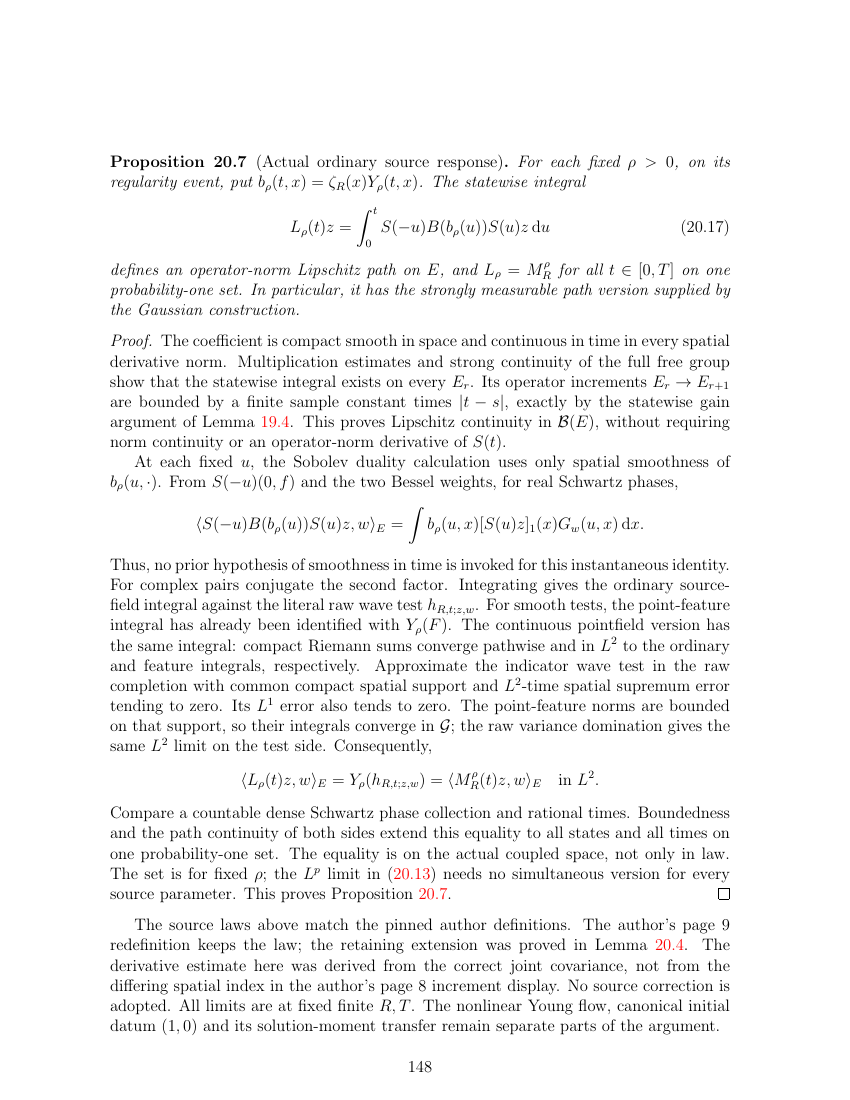 Proposition 20.7 (Actual ordinary source response). For each fixed ρ > 0, on its
regularity event, put b_ρ(t, x) = ζ_R(x)Y_ρ(t, x). The statewise integral
L_ρ(t)z = ∫_0^t S(−u)B(b_ρ(u))S(u)z du (20.17)
defines an operator-norm Lipschitz path on E, and L_ρ = M_R^ρ for all t ∈ [0, T] on one
probability-one set. In particular, it has the strongly measurable path version supplied by
the Gaussian construction.
Proof. The coefficient is compact smooth in space and continuous in time in every spatial
derivative norm. Multiplication estimates and strong continuity of the full free group
show that the statewise integral exists on every E_r. Its operator increments E_r → E_{r+1}
are bounded by a finite sample constant times |t − s|, exactly by the statewise gain
argument of Lemma 19.4. This proves Lipschitz continuity in B(E), without requiring
norm continuity or an operator-norm derivative of S(t).
At each fixed u, the Sobolev duality calculation uses only spatial smoothness of
b_ρ(u, ·). From S(−u)(0, f) and the two Bessel weights, for real Schwartz phases,
⟨S(−u)B(b_ρ(u))S(u)z, w⟩_E = ∫ b_ρ(u, x)[S(u)z]_1(x)G_w(u, x) dx.
Thus, no prior hypothesis of smoothness in time is invoked for this instantaneous identity.
For complex pairs conjugate the second factor. Integrating gives the ordinary source-
field integral against the literal raw wave test h_{R,t;z,w}. For smooth tests, the point-feature
integral has already been identified with Y_ρ(F). The continuous pointfield version has
the same integral: compact Riemann sums converge pathwise and in L² to the ordinary
and feature integrals, respectively. Approximate the indicator wave test in the raw
completion with common compact spatial support and L²-time spatial supremum error
tending to zero. Its L¹ error also tends to zero. The point-feature norms are bounded
on that support, so their integrals converge in G; the raw variance domination gives the
same L² limit on the test side. Consequently,
⟨L_ρ(t)z, w⟩_E = Y_ρ(h_{R,t;z,w}) = ⟨M_R^ρ(t)z, w⟩_E in L².
Compare a countable dense Schwartz phase collection and rational times. Boundedness
and the path continuity of both sides extend this equality to all states and all times on
one probability-one set. The equality is on the actual coupled space, not only in law.
The set is for fixed ρ; the L^p limit in (20.13) needs no simultaneous version for every
source parameter. This proves Proposition 20.7. □
The source laws above match the pinned author definitions. The author's page 9
redefinition keeps the law; the retaining extension was proved in Lemma 20.4. The
derivative estimate here was derived from the correct joint covariance, not from the
differing spatial index in the author's page 8 increment display. No source correction is
adopted. All limits are at fixed finite R, T. The nonlinear Young flow, canonical initial
datum (1, 0) and its solution-moment transfer remain separate parts of the argument.
148